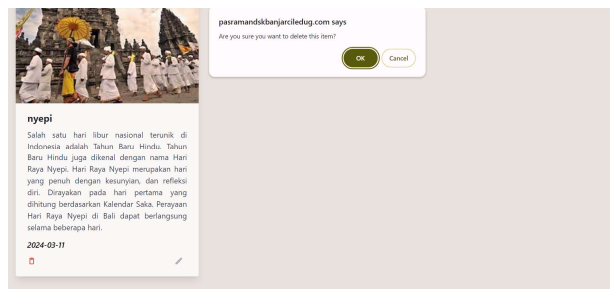 pasramandskbanjarciledug.com says
Are you sure you want to delete this item?
OK
Cancel
nyepi
Salah satu hari libur nasional terunik di
Indonesia adalah Tahun Baru Hindu. Tahun
Baru Hindu juga dikenal dengan nama Hari
Raya Nyepi. Hari Raya Nyepi merupakan hari
yang penuh dengan kesunyian, dan refleksi
diri. Dirayakan pada hari pertama yang
dihitung berdasarkan Kalendar Saka. Perayaan
Hari Raya Nyepi di Bali dapat berlangsung
selama beberapa hari.
2024-03-11